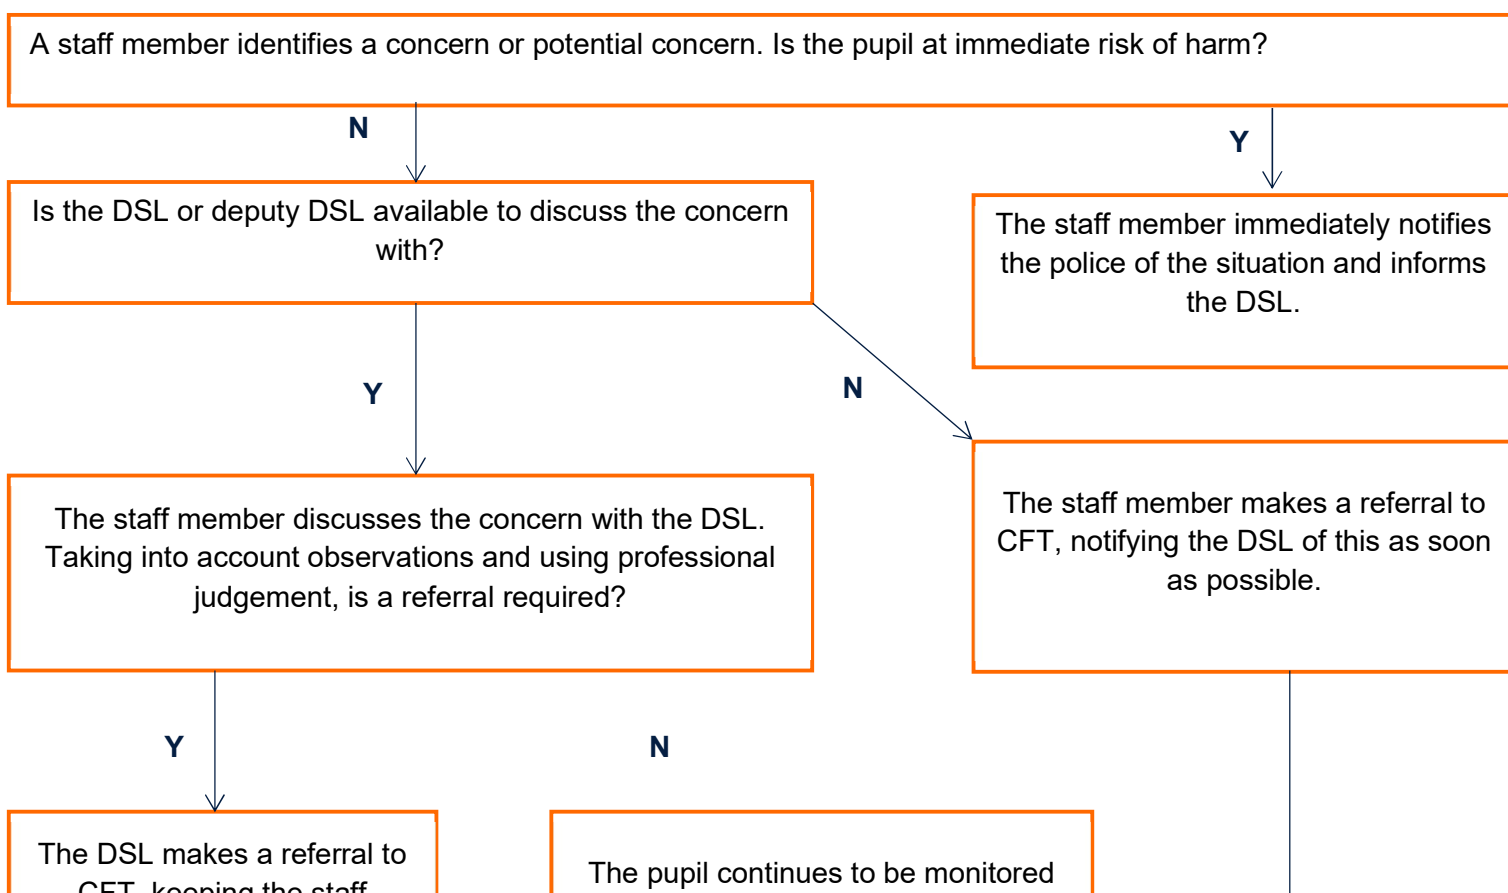 A staff member identifies a concern or potential concern. Is the pupil at immediate risk of harm?
N
Y
Is the DSL or deputy DSL available to discuss the concern
with?
The staff member immediately notifies
the police of the situation and informs
the DSL.
Y
N
The staff member discusses the concern with the DSL.
Taking into account observations and using professional
judgement, is a referral required?
The staff member makes a referral to
CFT, notifying the DSL of this as soon
as possible.
Y
N
The DSL makes a referral to
CFT, keeping the staff
The pupil continues to be monitored